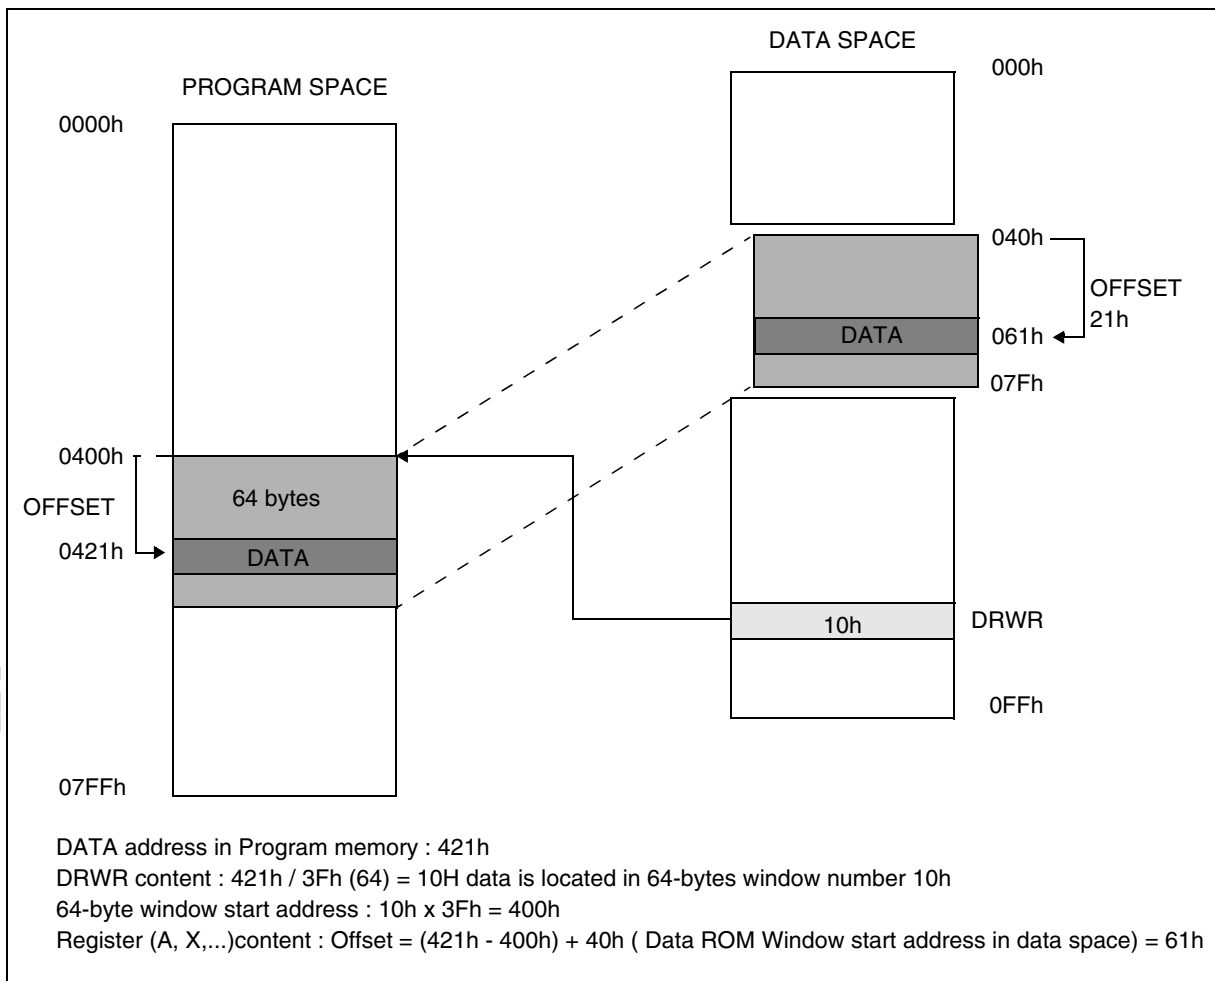 DATA SPACE
000h
PROGRAM SPACE
0000h
040h
OFFSET
21h
DATA
061h
07Fh
0400h
64 bytes
OFFSET
0421h
DATA
10h
DRWR
0FFh
07FFh
DATA address in Program memory : 421h
DRWR content : 421h / 3Fh (64) = 10H data is located in 64-bytes window number 10h
64-byte window start address : 10h x 3Fh = 400h
Register (A, X,...)content : Offset = (421h - 400h) + 40h ( Data ROM Window start address in data space) = 61h